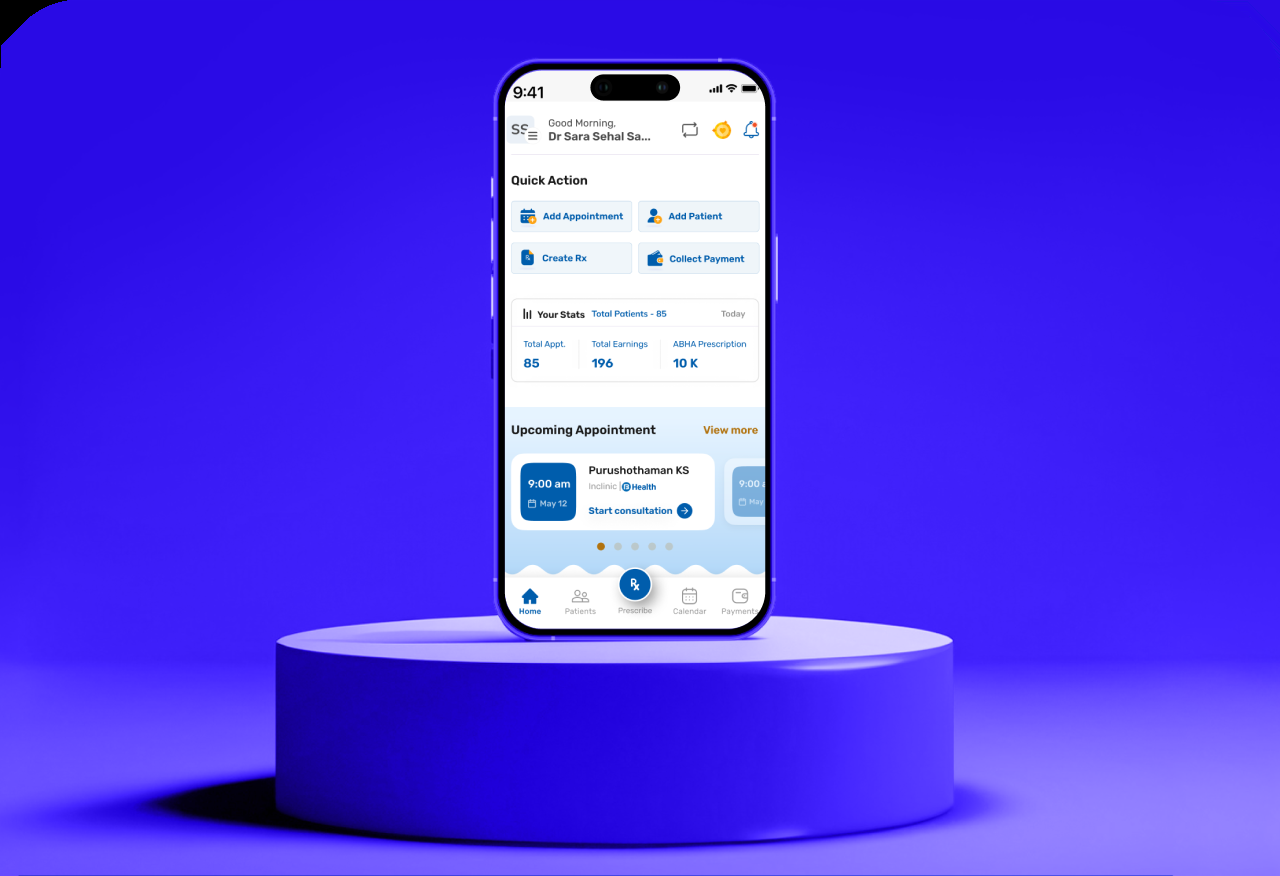 9:41
SS
Good Morning,
Dr Sara Sehal Sa...
Quick Action
Add Appointment
Add Patient
Create Rx
Collect Payment
Your Stats Total Patients - 85 Today
Total Appt. Total Earnings ABHA Prescription
85 196 10 K
Upcoming Appointment View more
9:00 am
May 12
Purushothaman KS
Inclinic | Health
Start consultation
9:00
May
Rx
Home Patients Prescribe Calendar Payments